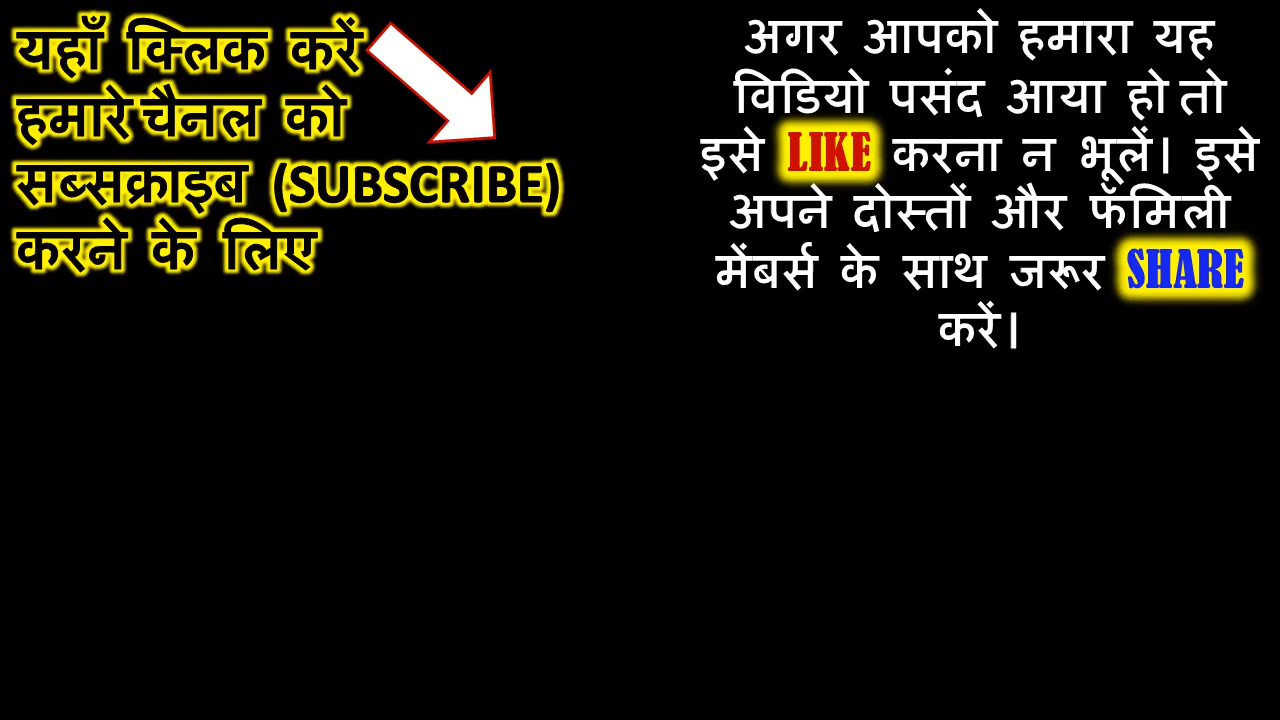 यहाँ क्लिक करें
हमारे चैनल को
सब्सक्राइब (SUBSCRIBE)
करने के लिए
अगर आपको हमारा यह
विडियो पसंद आया हो तो
इसे LIKE करना न भूलें। इसे
अपने दोस्तों और फॅमिली
मेंबर्स के साथ जरूर SHARE
करें।